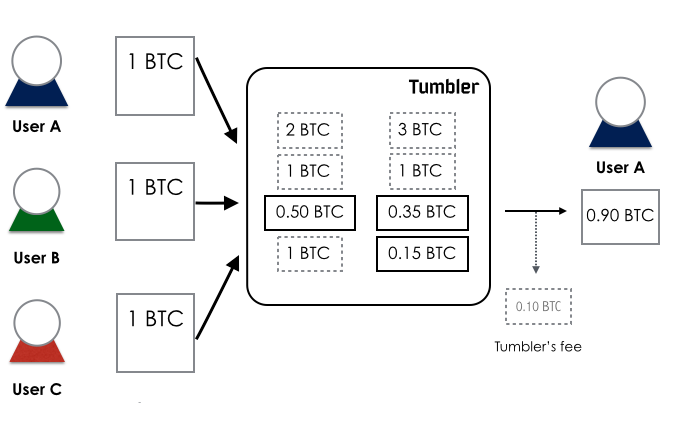 1 BTC
User A
1 BTC
User B
1 BTC
User C
Tumbler
2 BTC
3 BTC
1 BTC
1 BTC
0.50 BTC
0.35 BTC
1 BTC
0.15 BTC
User A
0.90 BTC
0.10 BTC
Tumbler's fee